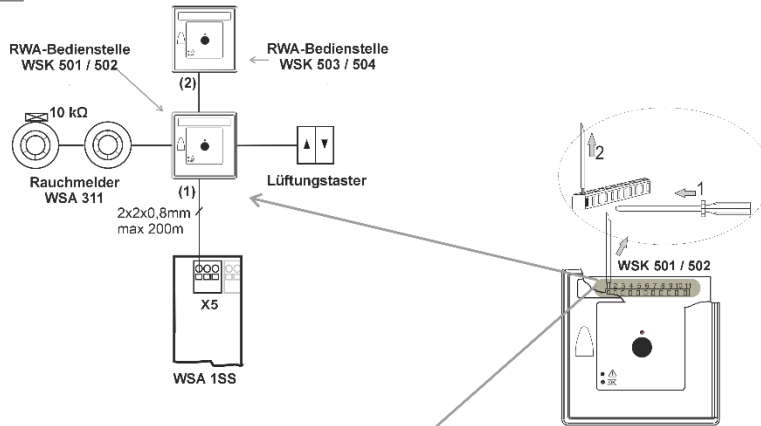 RWA-Bedienstelle
WSK 501 / 502
RWA-Bedienstelle
WSK 503 / 504
(2)
10 kΩ
Rauchmelder
WSA 311
(1)
Lüftungstaster
2x2x0,8mm
max 200m
X5
WSA 1SS
2
1
WSK 501 / 502
2 3 4 5 6 7 8 9 10 11
OK